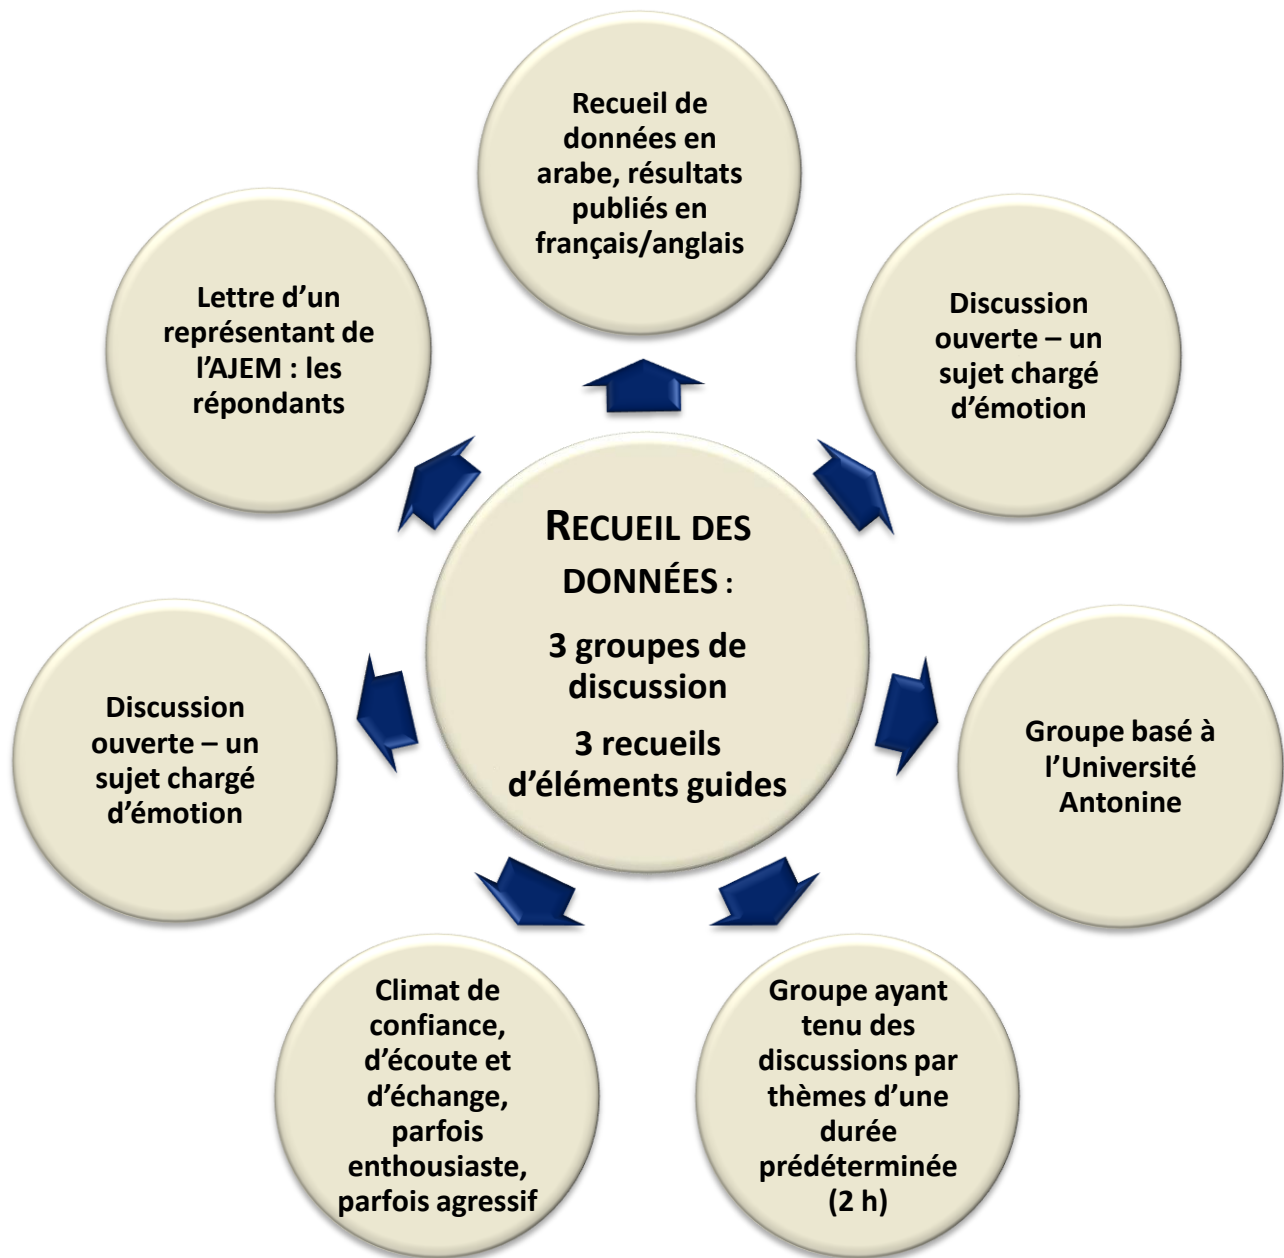 Recueil de
données en
arabe, résultats
publiés en
français/anglais
Discussion
ouverte – un
sujet chargé
d’émotion
Groupe basé à
l’Université
Antonine
Groupe ayant
tenu des
discussions par
thèmes d’une
durée
prédéterminée
(2 h)
Climat de
confiance,
d’écoute et
d’échange,
parfois
enthousiaste,
parfois agressif
Discussion
ouverte – un
sujet chargé
d’émotion
Lettre d’un
représentant de
l’AJEM : les
répondants
RECUEIL DES
DONNÉES :
3 groupes de
discussion
3 recueils
d’éléments guides